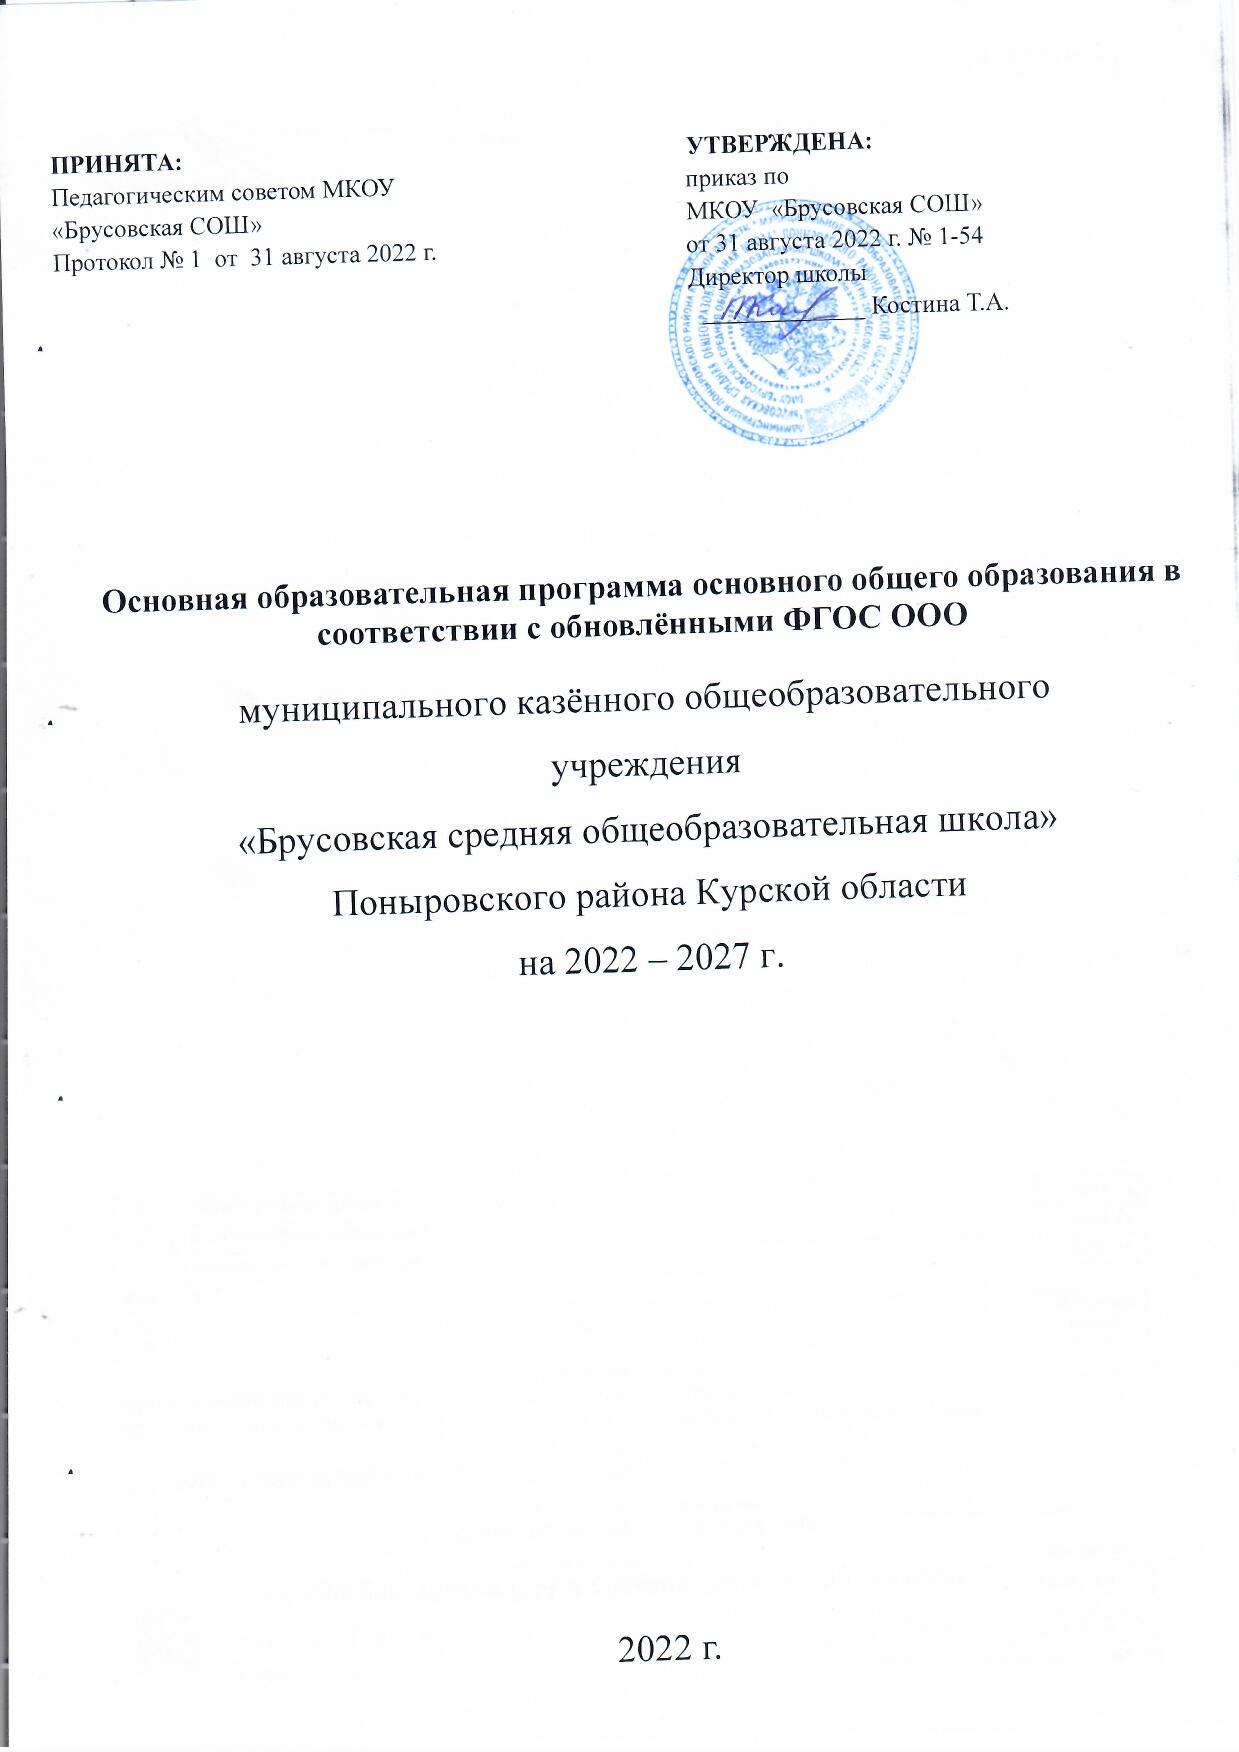 ПРИНЯТА:
Педагогическим советом МКОУ
«Брусовская СОШ»
Протокол № 1 от 31 августа 2022 г.
УТВЕРЖДЕНА:
приказ по
МКОУ «Брусовская СОШ»
от 31 августа 2022 г. № 1-54
Директор школы
Костина Т.А.
Основная образовательная программа основного общего образования в
соответствии с обновлёнными ФГОС ООО
муниципального казённого общеобразовательного
учреждения
«Брусовская средняя общеобразовательная школа»
Поныровского района Курской области
на 2022 – 2027 г.
2022 г.